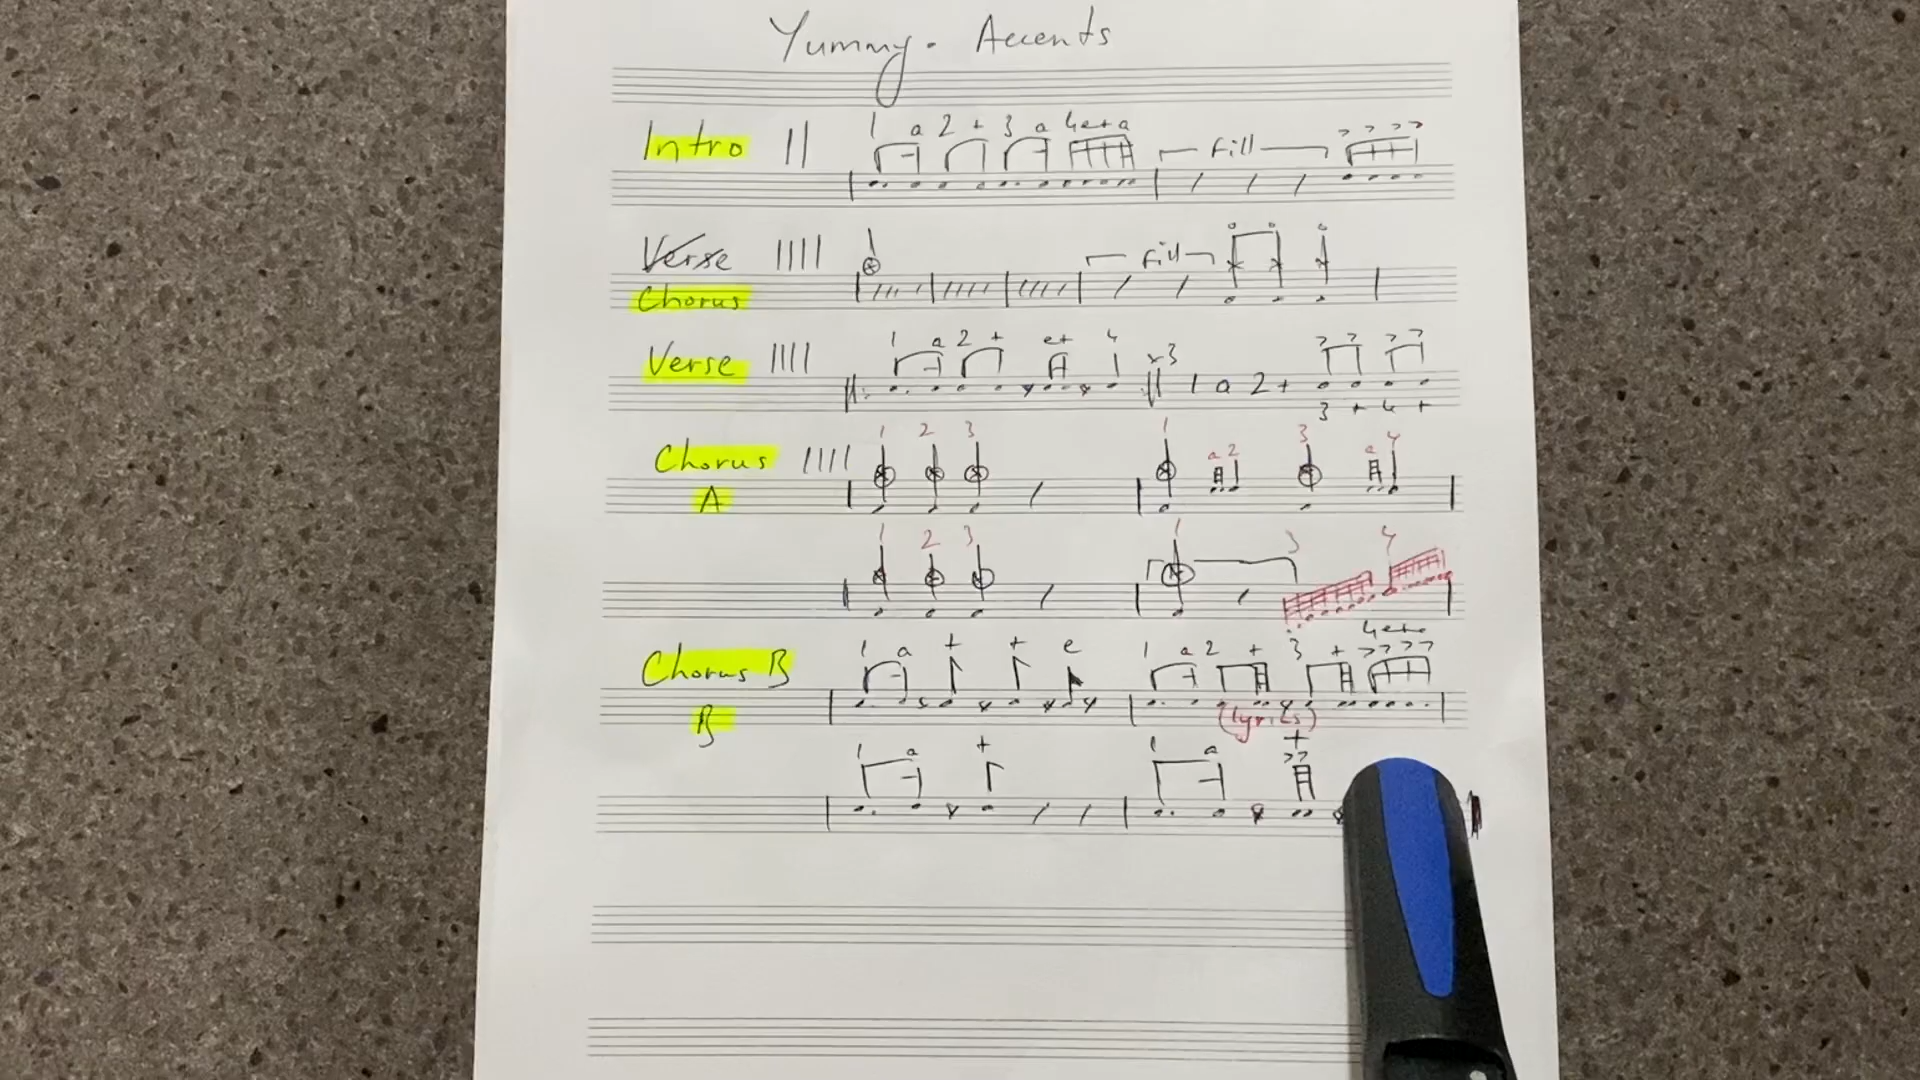 Yummy. Accents
1 a 2 + 3 a 4e+a
Intro || Fill > > > >
Verse |||| Fill
Chorus
1 a 2 + e+ 4 x3 > > > >
Verse |||| 1 a 2 +
3 + 4 +
1 2 3 1 a 2 3 a 4
Chorus ||||
A
1 2 3 1 3 4
4e+a
1 a + + e 1 a 2 + 3 + > > > >
Chorus B
B (lyrics)
1 a + 1 a +
> >